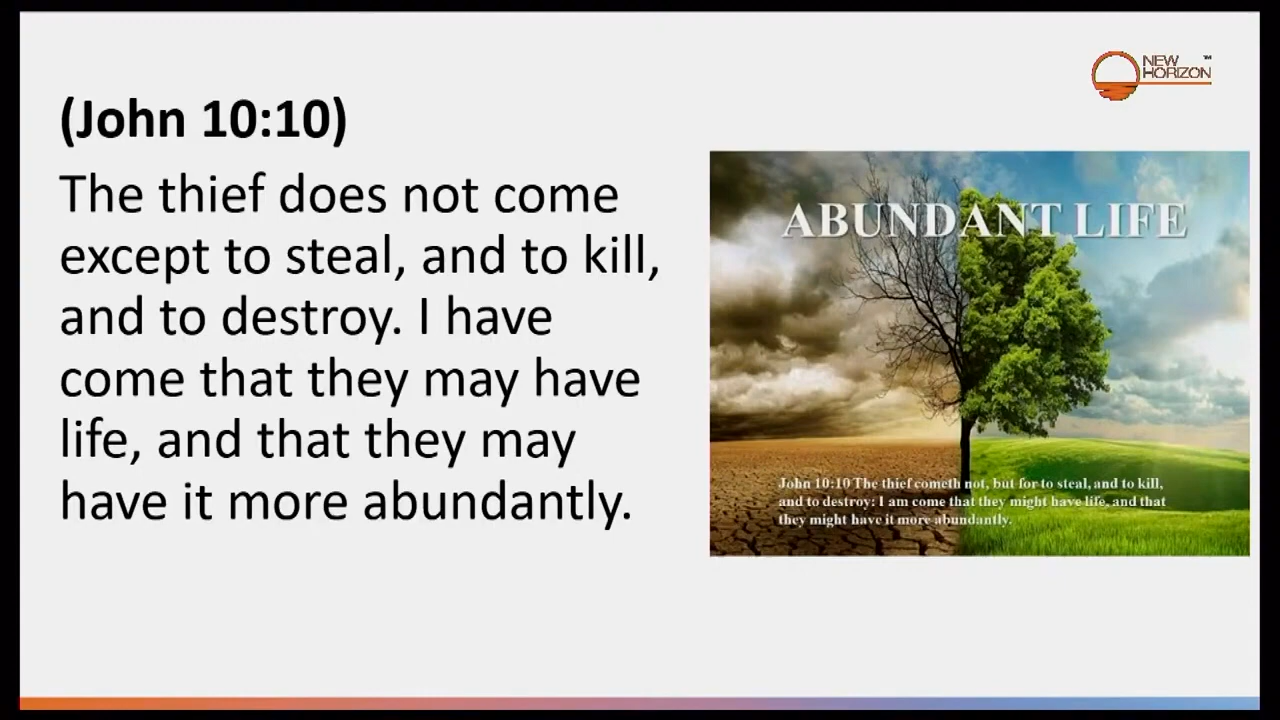 NEW
HORIZON™
(John 10:10)
The thief does not come
except to steal, and to kill,
and to destroy. I have
come that they may have
life, and that they may
have it more abundantly.
ABUNDANT LIFE
John 10:10 The thief cometh not, but for to steal, and to kill,
and to destroy: I am come that they might have life, and that
they might have it more abundantly.